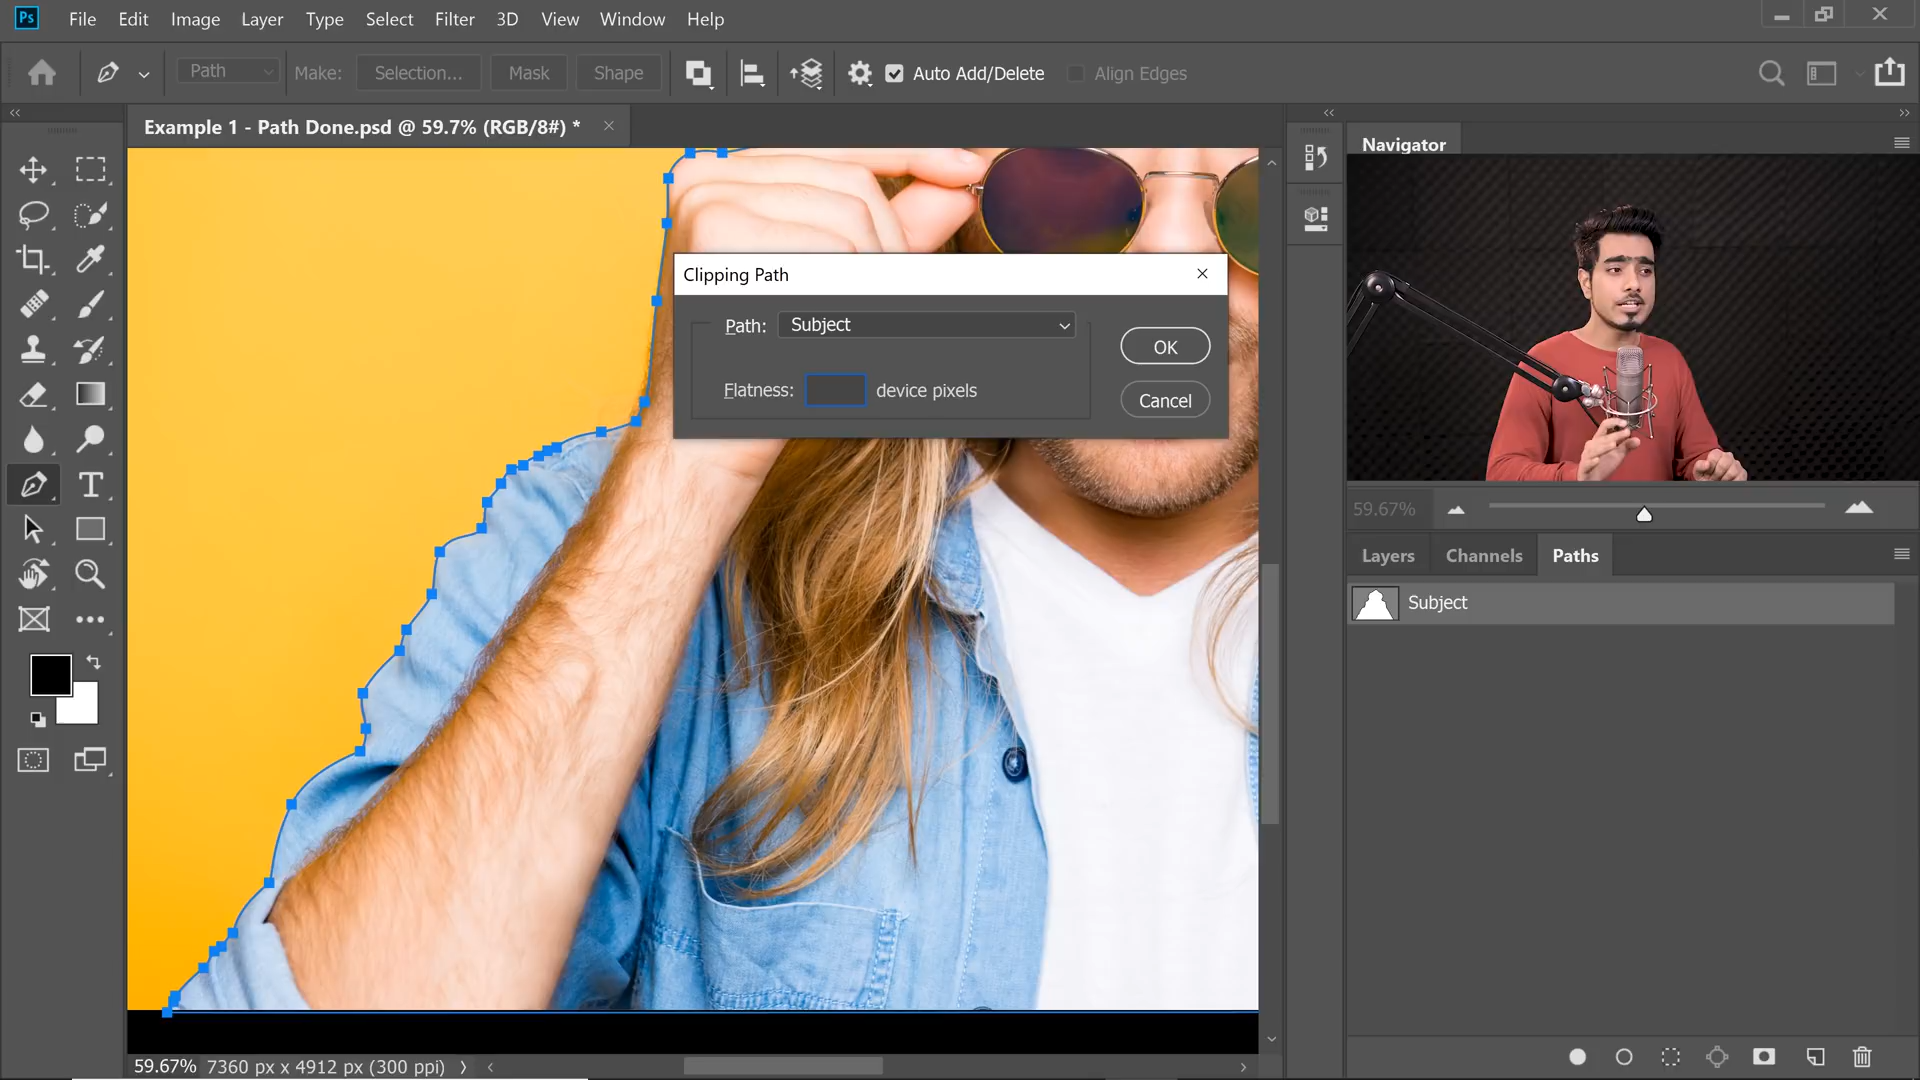 Ps File Edit Image Layer Type Select Filter 3D View Window Help
Path Make: Selection... Mask Shape Auto Add/Delete Align Edges
Example 1 - Path Done.psd @ 59.7% (RGB/8#) *
Navigator
Clipping Path
Path: Subject
OK
Flatness: device pixels
Cancel
59.67%
Layers Channels Paths
Subject
59.67% 7360 px x 4912 px (300 ppi)